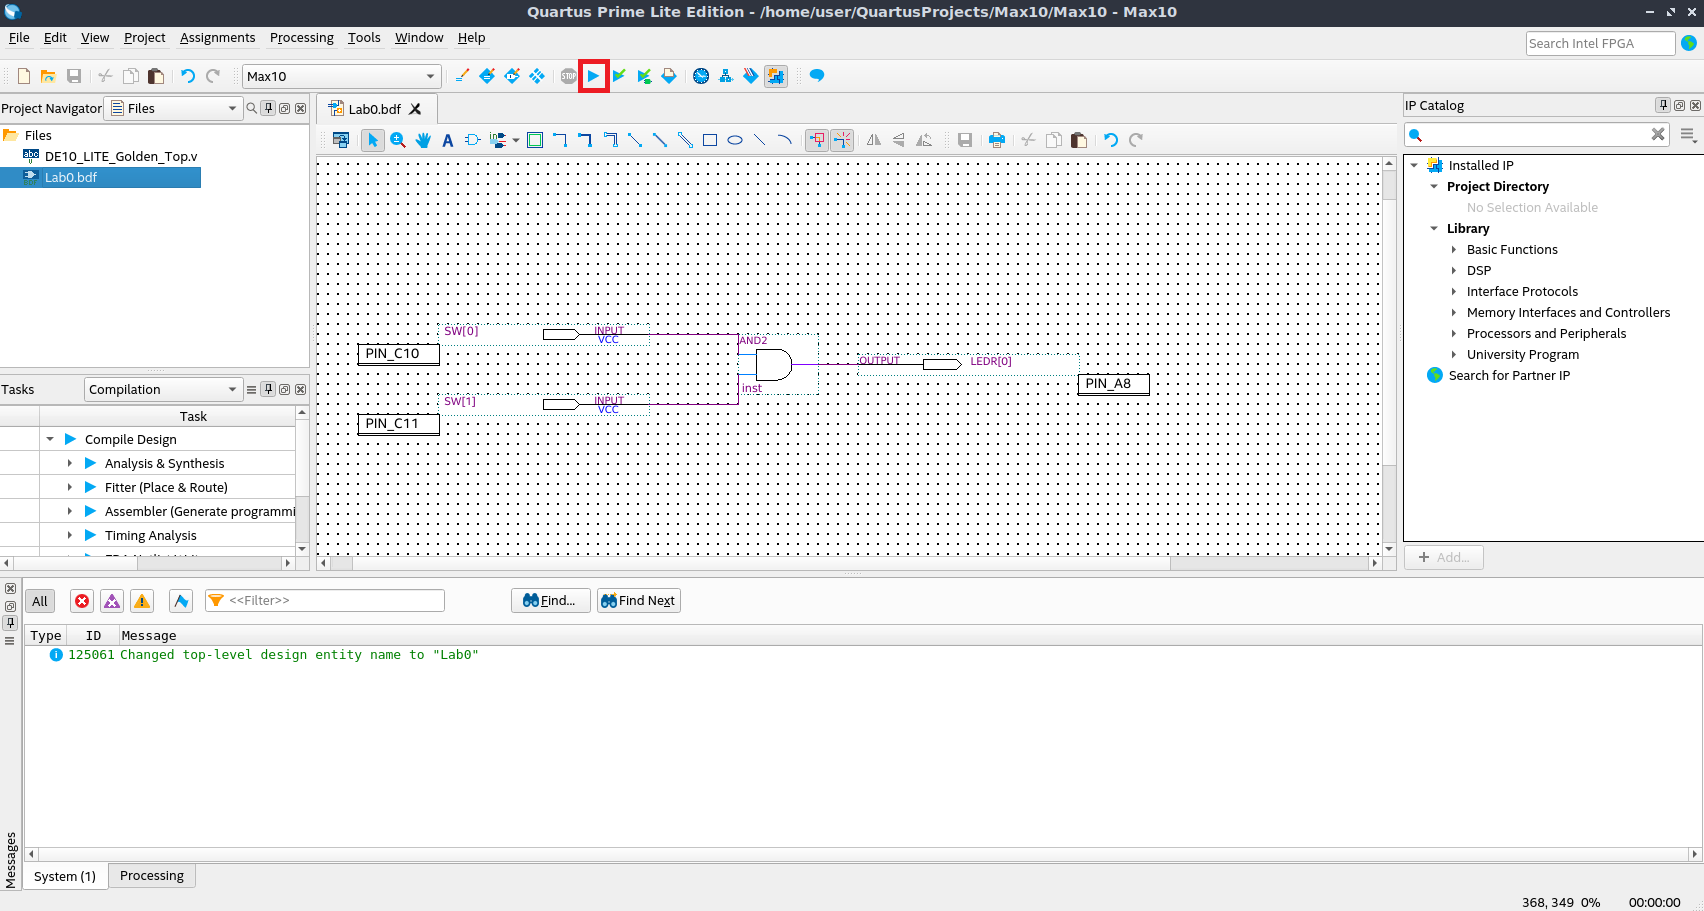 Quartus Prime Lite Edition - /home/user/QuartusProjects/Max10/Max10 - Max10
File Edit View Project Assignments Processing Tools Window Help
Search Intel FPGA
Max10
STOP
Project Navigator Files
Files
abc DE10_LITE_Golden_Top.v
Lab0.bdf
Tasks Compilation
Task
Compile Design
Analysis & Synthesis
Fitter (Place & Route)
Assembler (Generate programmi
Timing Analysis
Lab0.bdf
A
SW[0] INPUT
VCC
PIN_C10
SW[1] INPUT
VCC
PIN_C11
AND2
inst
OUTPUT LEDR[0]
PIN_A8
IP Catalog
Installed IP
Project Directory
No Selection Available
Library
Basic Functions
DSP
Interface Protocols
Memory Interfaces and Controllers
Processors and Peripherals
University Program
Search for Partner IP
+ Add...
All <<Filter>> Find... Find Next
Type ID Message
125061 Changed top-level design entity name to "Lab0"
Messages
System (1) Processing
368, 349 0% 00:00:00